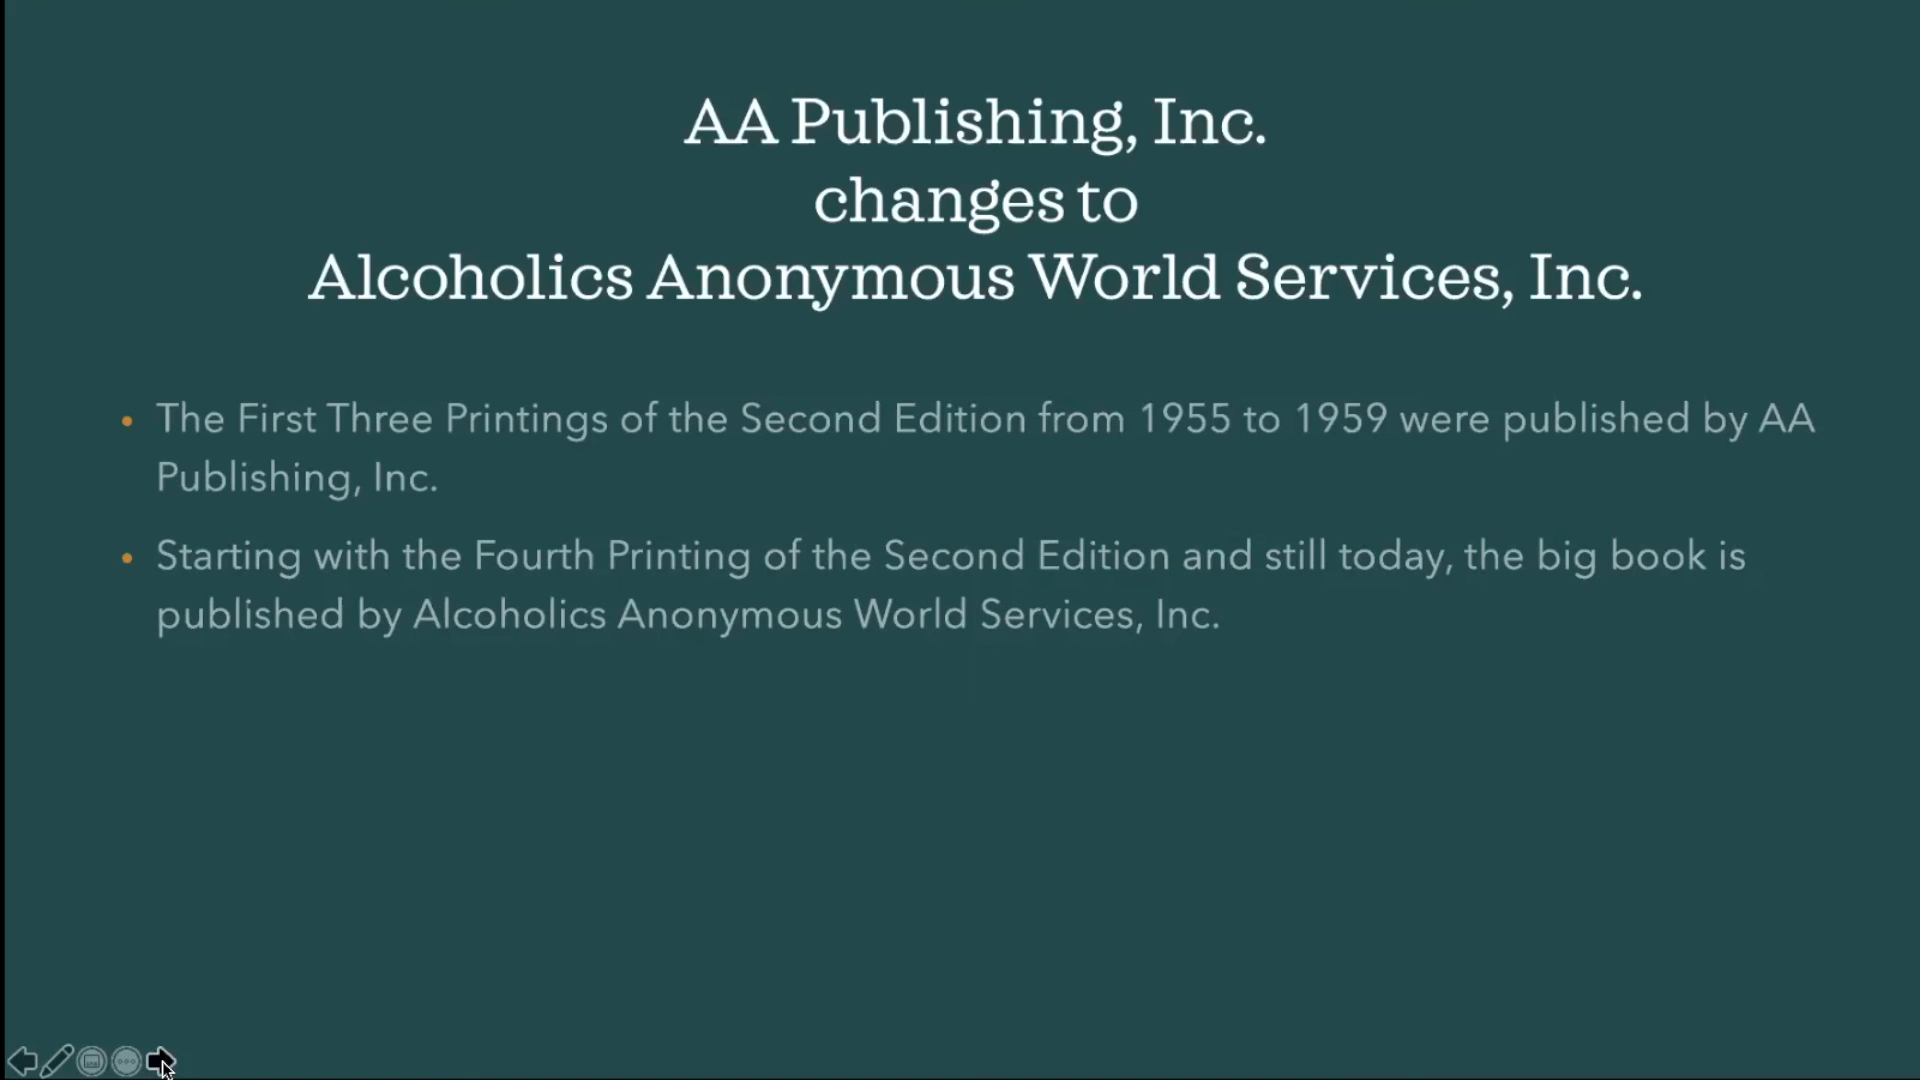 AA Publishing, Inc.
changes to
Alcoholics Anonymous World Services, Inc.
• The First Three Printings of the Second Edition from 1955 to 1959 were published by AA
Publishing, Inc.
• Starting with the Fourth Printing of the Second Edition and still today, the big book is
published by Alcoholics Anonymous World Services, Inc.